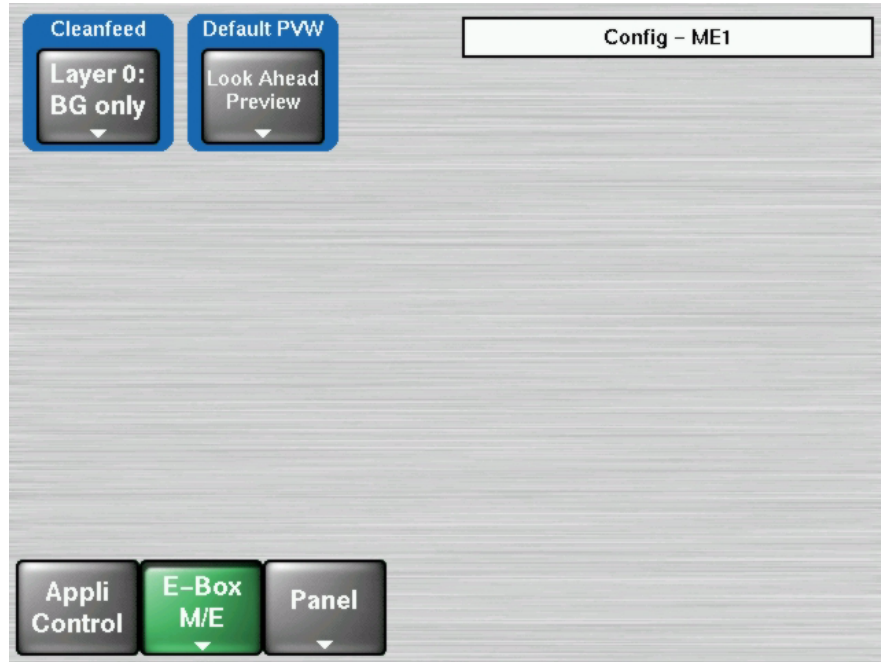 Cleanfeed
Layer 0:
BG only
Default PVW
Look Ahead
Preview
Config – ME1
Appli
Control
E–Box
M/E
Panel